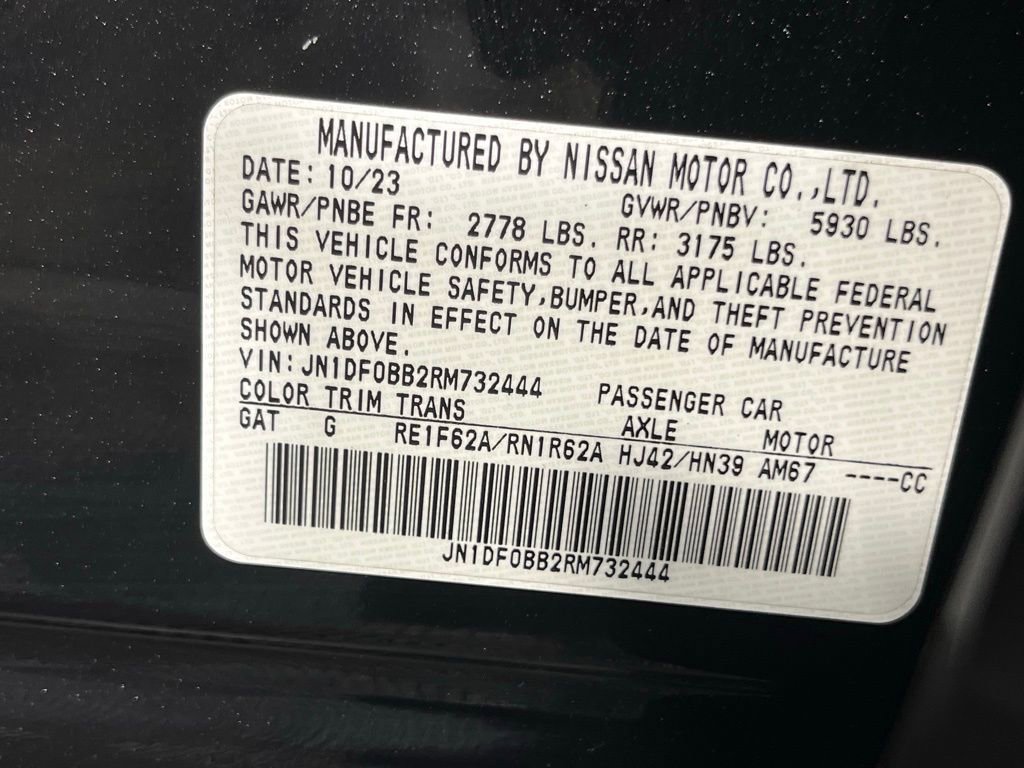 MANUFACTURED BY NISSAN MOTOR CO.,LTD.
DATE: 10/23 GVWR/PNBV: 5930 LBS.
GAWR/PNBE FR: 2778 LBS. RR: 3175 LBS.
THIS VEHICLE CONFORMS TO ALL APPLICABLE FEDERAL
MOTOR VEHICLE SAFETY,BUMPER,AND THEFT PREVENTION
STANDARDS IN EFFECT ON THE DATE OF MANUFACTURE
SHOWN ABOVE.
VIN:JN1DF0BB2RM732444 PASSENGER CAR
COLOR TRIM TRANS AXLE MOTOR
GAT G RE1F62A/RN1R62A HJ42/HN39 AM67 ----CC
JN1DF0BB2RM732444